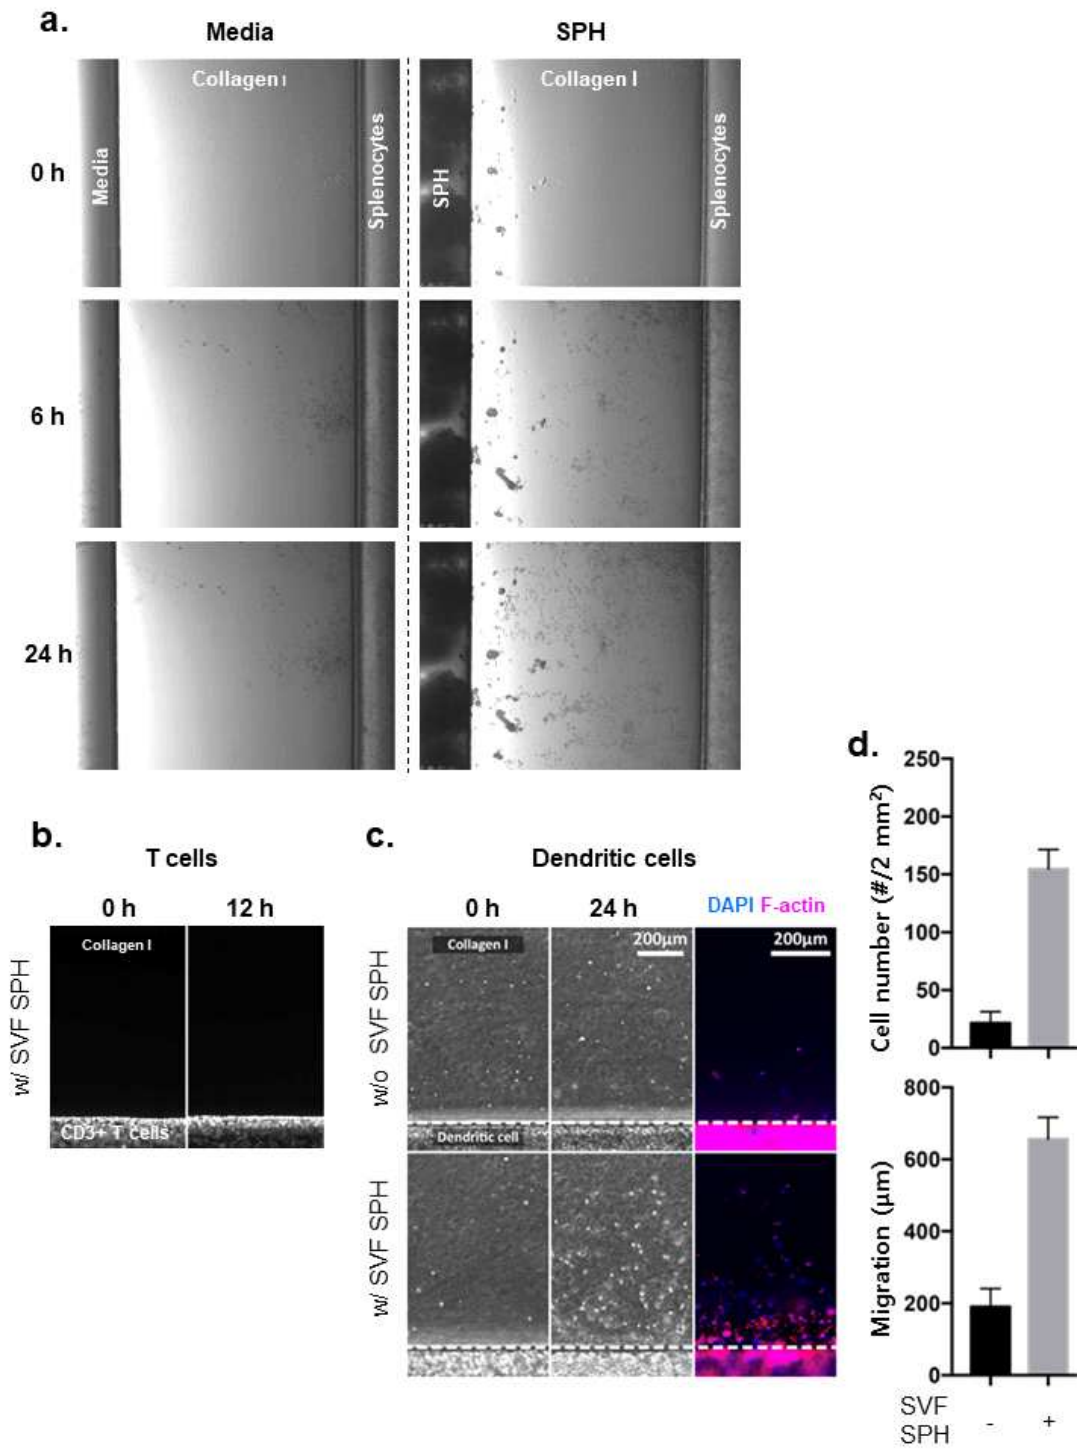 a.
Media
SPH
Collagen I
Collagen I
0 h
Media
Splenocytes
SPH
Splenocytes
6 h
24 h
b.
T cells
0 h
12 h
w/ SVF SPH
Collagen I
CD3+ T Cells
c.
Dendritic cells
0 h
24 h
DAPI F-actin
w/o SVF SPH
Collagen I
200µm
200µm
Dendritic cell
w/ SVF SPH
d.
Cell number (#/2 mm²)
250
200
150
100
50
0
Migration (µm)
800
600
400
200
0
SVF
SPH
-
+